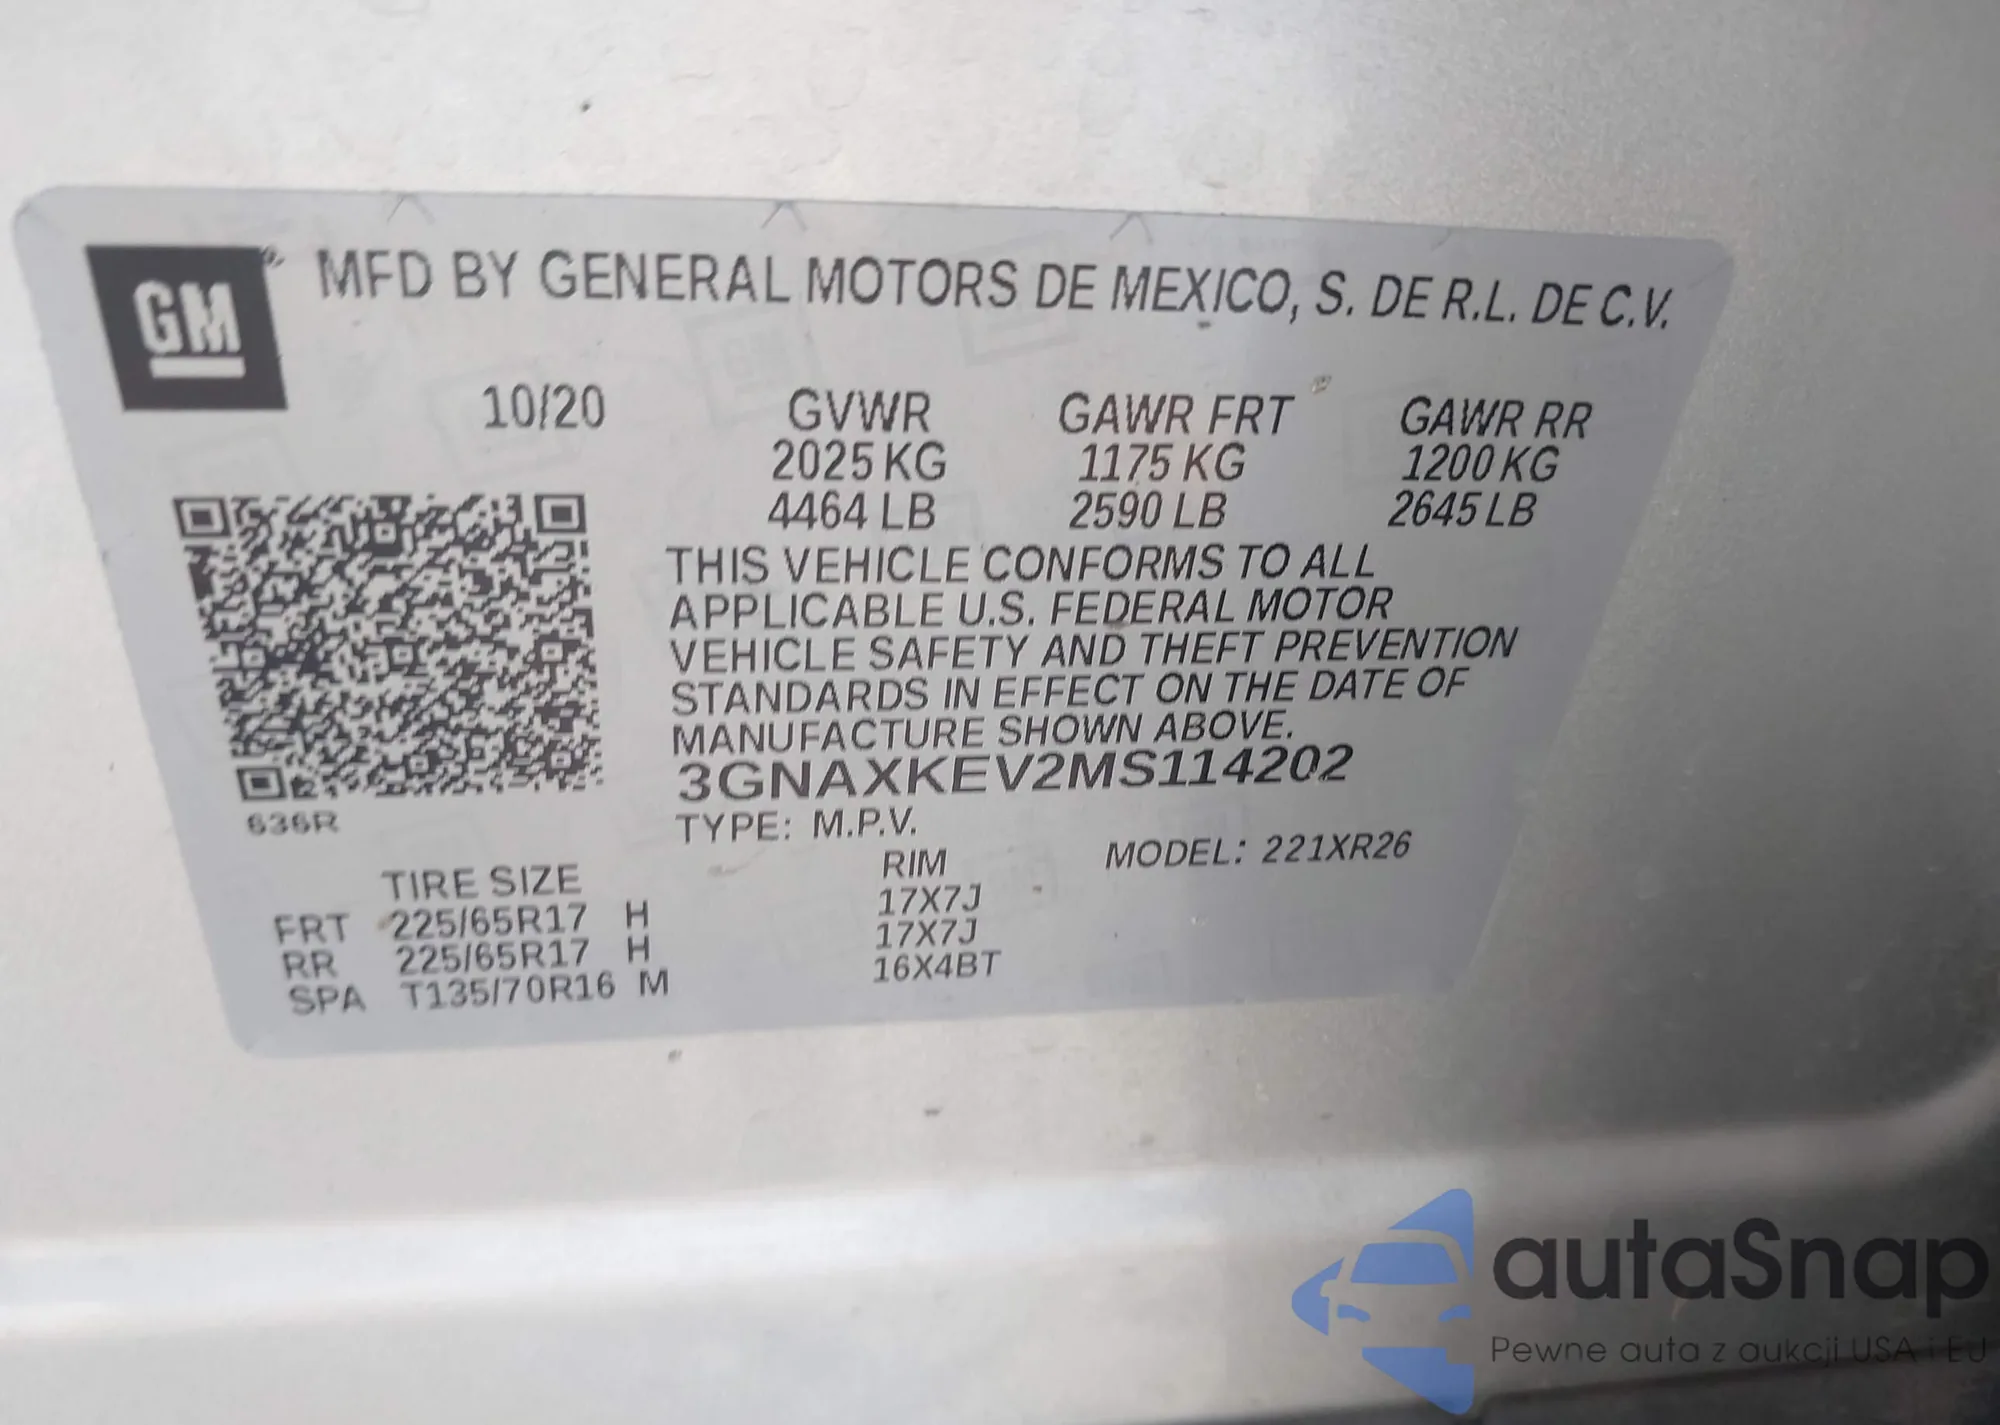 GM
MFD BY GENERAL MOTORS DE MEXICO, S. DE R.L. DE C.V.
10/20 GVWR GAWR FRT GAWR RR
2025 KG 1175 KG 1200 KG
4464 LB 2590 LB 2645 LB
THIS VEHICLE CONFORMS TO ALL
APPLICABLE U.S. FEDERAL MOTOR
VEHICLE SAFETY AND THEFT PREVENTION
STANDARDS IN EFFECT ON THE DATE OF
MANUFACTURE SHOWN ABOVE.
3GNAXKEV2MS114202
636R
TYPE: M.P.V.
MODEL: 221XR26
TIRE SIZE RIM
FRT 225/65R17 H 17X7J
RR 225/65R17 H 17X7J
SPA T135/70R16 M 16X4BT
autaSnap
Pewne auta z aukcji USA i EU